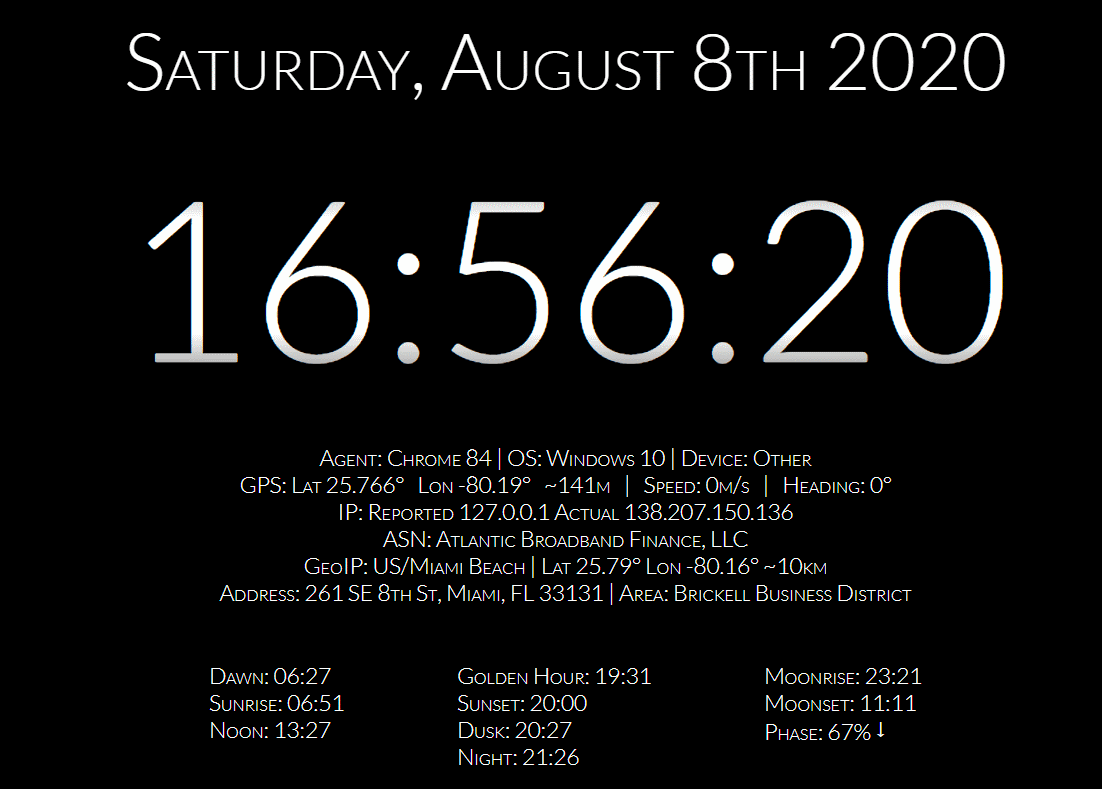 Saturday, August 8th 2020
16:56:20
Agent: Chrome 84 | OS: Windows 10 | Device: Other
GPS: Lat 25.766° Lon -80.19° ~141m | Speed: 0m/s | Heading: 0°
IP: Reported 127.0.0.1 Actual 138.207.150.136
ASN: Atlantic Broadband Finance, LLC
GeoIP: US/Miami Beach | Lat 25.79° Lon -80.16° ~10km
Address: 261 SE 8th St, Miami, FL 33131 | Area: Brickell Business District
Dawn: 06:27
Sunrise: 06:51
Noon: 13:27
Golden Hour: 19:31
Sunset: 20:00
Dusk: 20:27
Night: 21:26
Moonrise: 23:21
Moonset: 11:11
Phase: 67% ↓